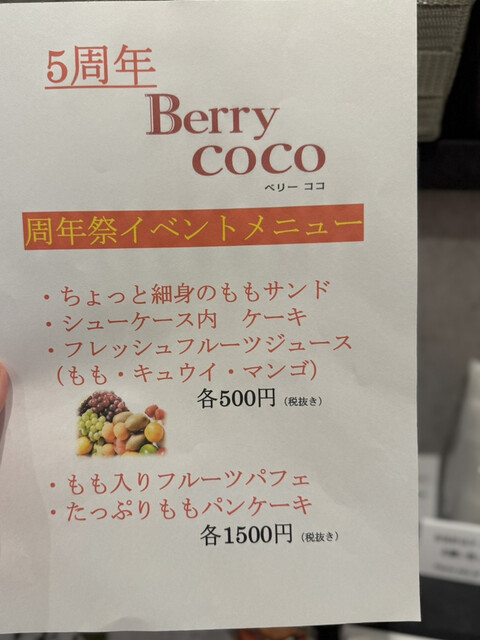 5周年
Berry
COCO
ベリー ココ
周年祭イベントメニュー
・ちょっと細身のももサンド
・シューケース内　ケーキ
・フレッシュフルーツジュース
（もも・キュウイ・マンゴ）
各500円（税抜き）
・もも入りフルーツパフェ
・たっぷりももパンケーキ
各1500円（税抜き）